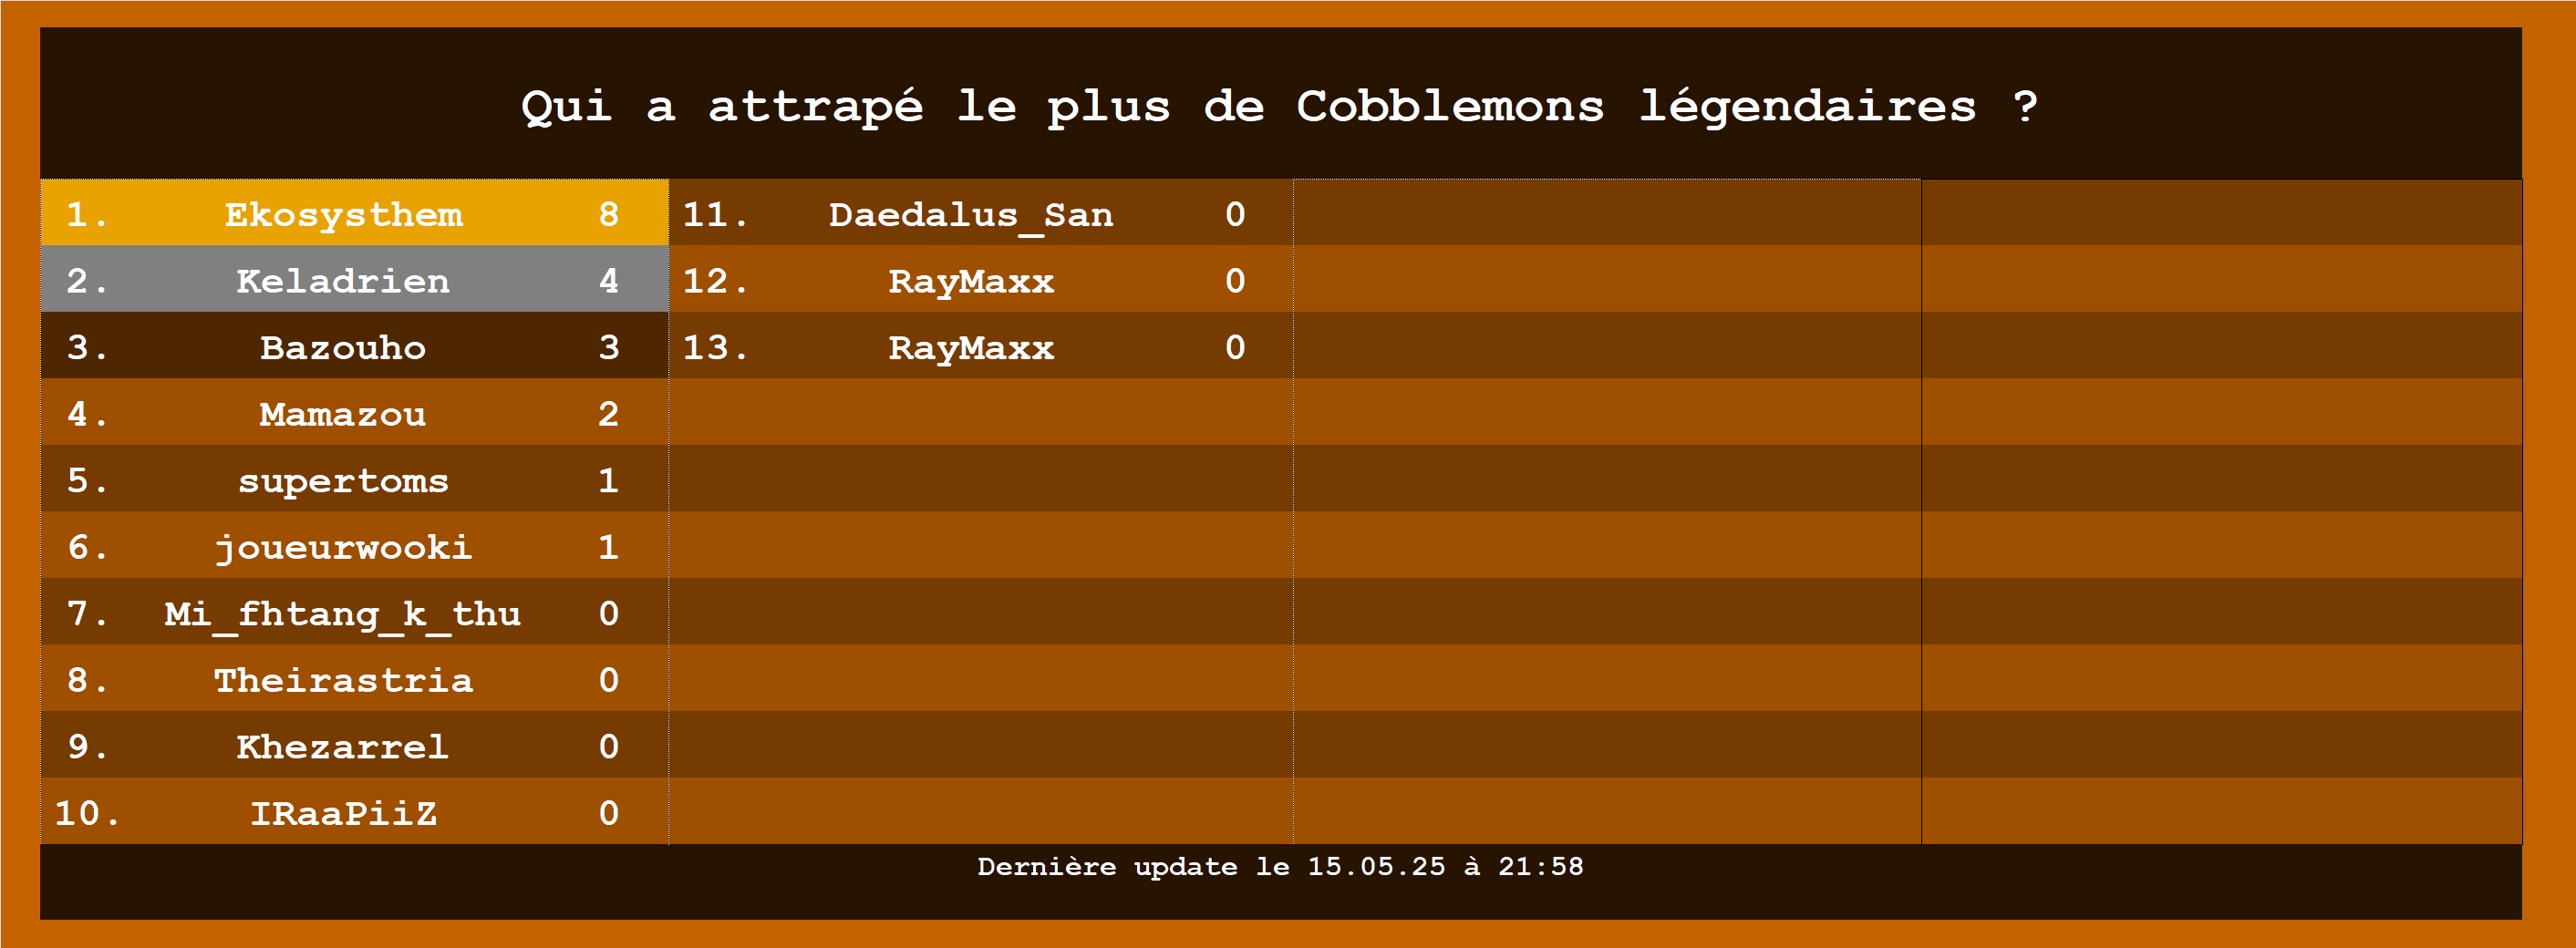 Qui a attrapé le plus de Cobblemons légendaires ?
1. Ekosysthem 8
2. Keladrien 4
3. Bazouho 3
4. Mamazou 2
5. supertoms 1
6. joueurwooki 1
7. Mi_fhtang_k_thu 0
8. Theirastria 0
9. Khezarrel 0
10. IRaaPiiZ 0
11. Daedalus_San 0
12. RayMaxx 0
13. RayMaxx 0
Dernière update le 15.05.25 à 21:58